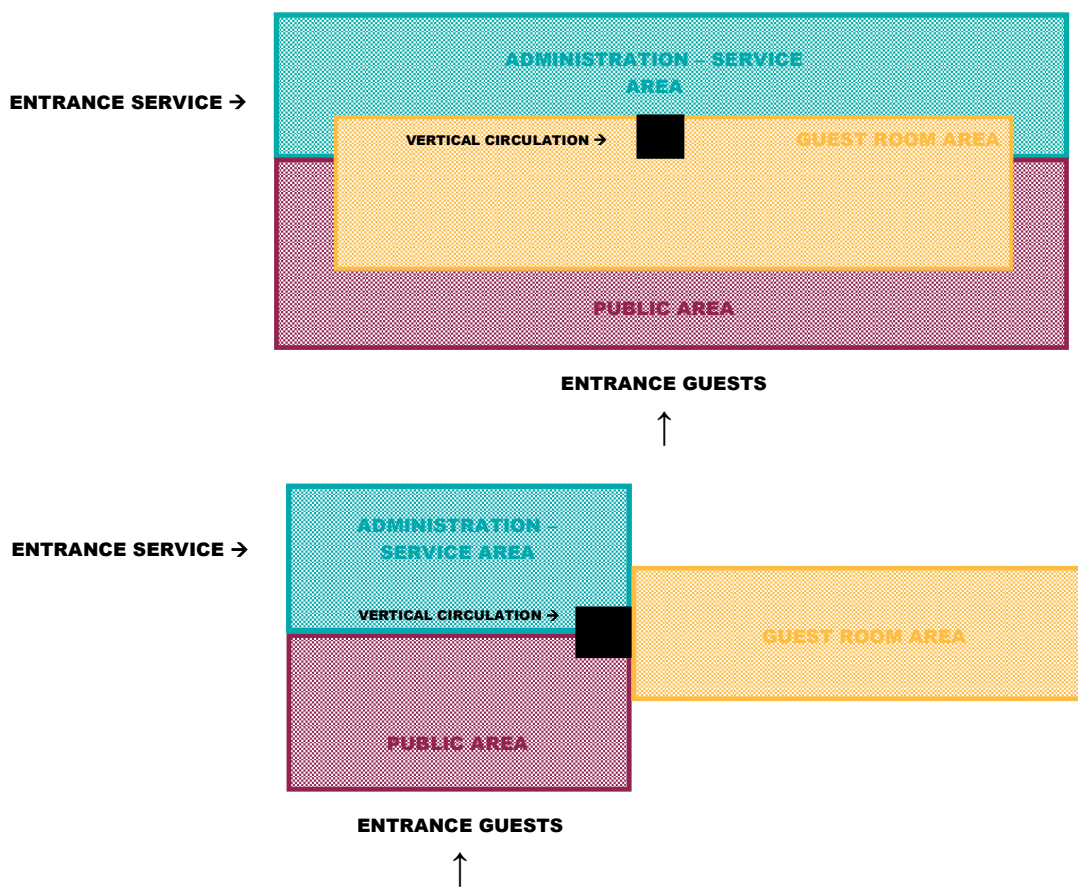 ADMINISTRATION – SERVICE
AREA
ENTRANCE SERVICE →
VERTICAL CIRCULATION →
GUEST ROOM AREA
PUBLIC AREA
ENTRANCE GUESTS
↑
ADMINISTRATION –
SERVICE AREA
ENTRANCE SERVICE →
VERTICAL CIRCULATION →
GUEST ROOM AREA
PUBLIC AREA
ENTRANCE GUESTS
↑